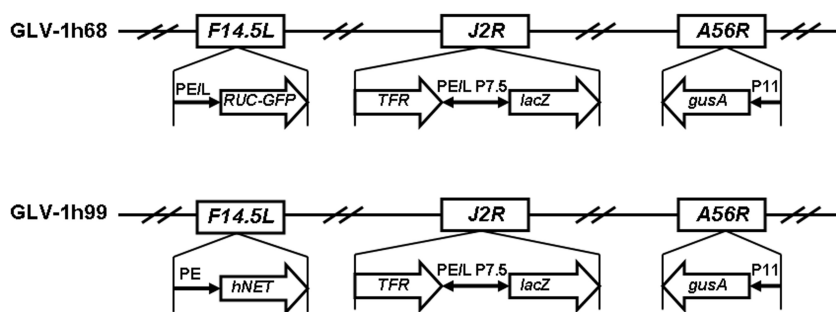 GLV-1h68 F14.5L J2R A56R
PE/L RUC-GFP TFR PE/L P7.5 lacZ gusA P11
GLV-1h99 F14.5L J2R A56R
PE hNET TFR PE/L P7.5 lacZ gusA P11